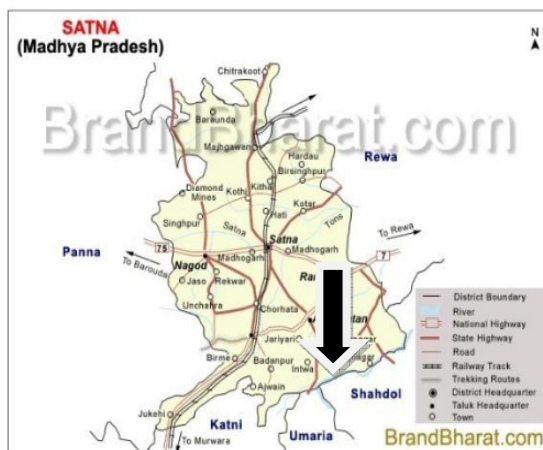 SATNA
(Madhya Pradesh)
N
Chitrakoot
BrandBharat.com
Baraunda
Majhgawan
Hardau
Rewa
Birsinghpur
Diamond
Mines
Kothi
Kitha
Kotar
Singhpur
Hati
Satna
Tons
To Rewa
Satna
75
Madhogarh
Madhogarh
7
Panna
To Barouda
Nagod
Jaso
Rekwar
Unchahra
Chorhata
District Boundary
River
National Highway
State Highway
Road
Railway Track
Trekking Routes
District Headquarter
Taluk Headquarter
Town
Jariyari
Birme
Badanpur
Intwa
Ajwain
Shahdol
Jukehi
Katni
Umaria
To Murwara
BrandBharat.com